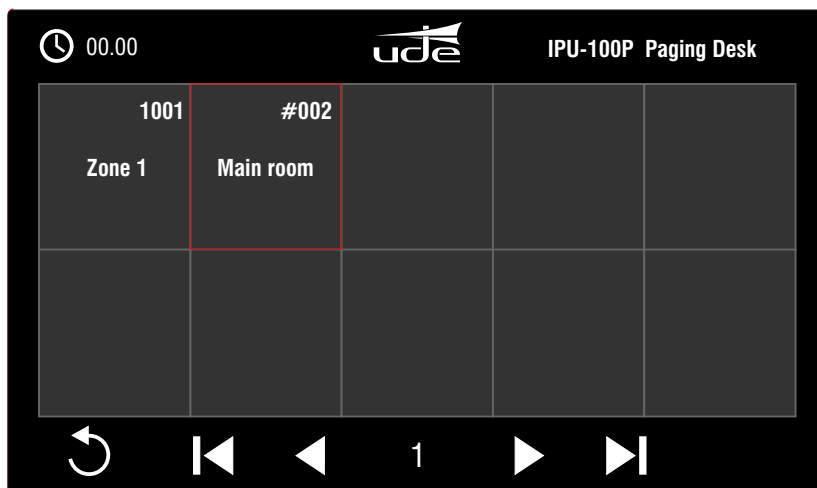 00.00
ude
IPU-100P Paging Desk
1001
#002
Zone 1
Main room
1